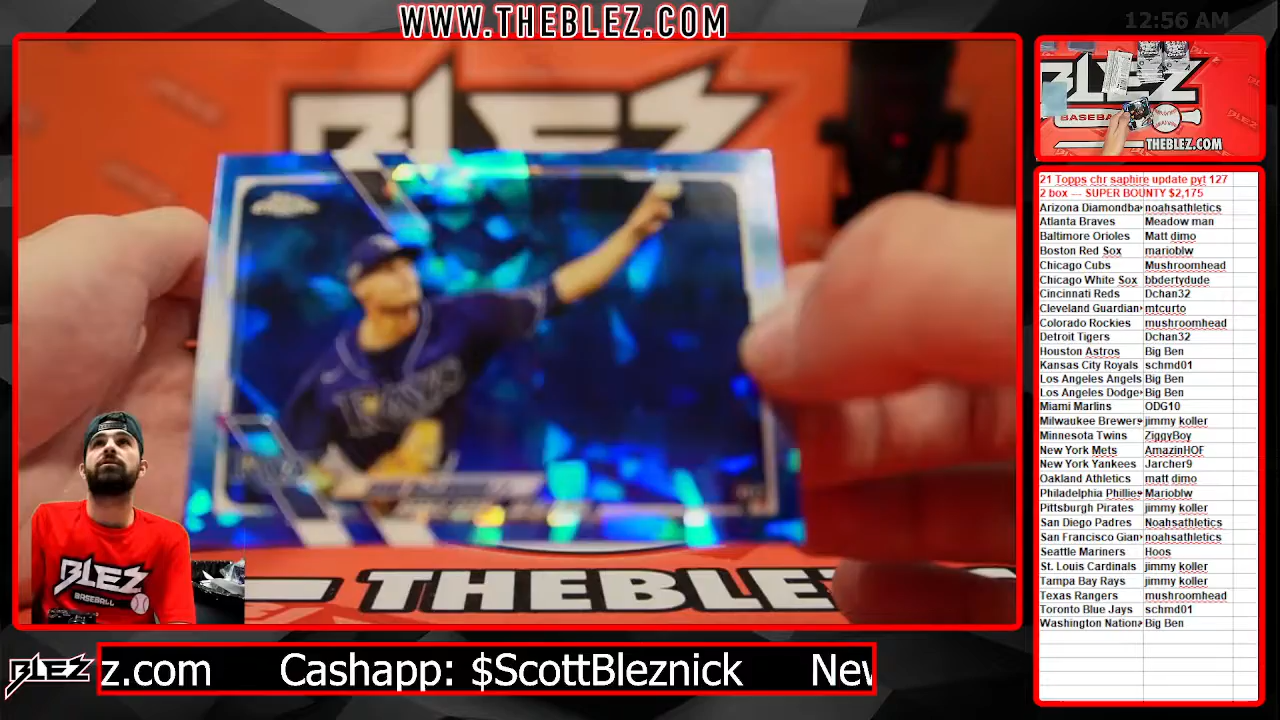 WWW.THEBLEZ.COM
12:56 AM
BLEZ
THEBLEZ
BLEZ
BASEBALL
BLEZ
THEBLEZ.COM
21 Topps chr saphire update pyt 127
2 box --- SUPER BOUNTY $2,175
Arizona Diamondba noahsathletics
Atlanta Braves Meadow man
Baltimore Orioles Matt dimo
Boston Red Sox marioblw
Chicago Cubs Mushroomhead
Chicago White Sox bbdertydude
Cincinnati Reds Dchan32
Cleveland Guardian mtcurto
Colorado Rockies mushroomhead
Detroit Tigers Dchan32
Houston Astros Big Ben
Kansas City Royals schmd01
Los Angeles Angels Big Ben
Los Angeles Dodge Big Ben
Miami Marlins ODG10
Milwaukee Brewers jimmy koller
Minnesota Twins ZiggyBoy
New York Mets AmazinHOF
New York Yankees Jarcher9
Oakland Athletics matt dimo
Philadelphia Phillie Marioblw
Pittsburgh Pirates jimmy koller
San Diego Padres Noahsathletics
San Francisco Gian noahsathletics
Seattle Mariners Hoos
St. Louis Cardinals jimmy koller
Tampa Bay Rays jimmy koller
Texas Rangers mushroomhead
Toronto Blue Jays schmd01
Washington Nation Big Ben
BLEZ
z.com Cashapp: $ScottBleznick New